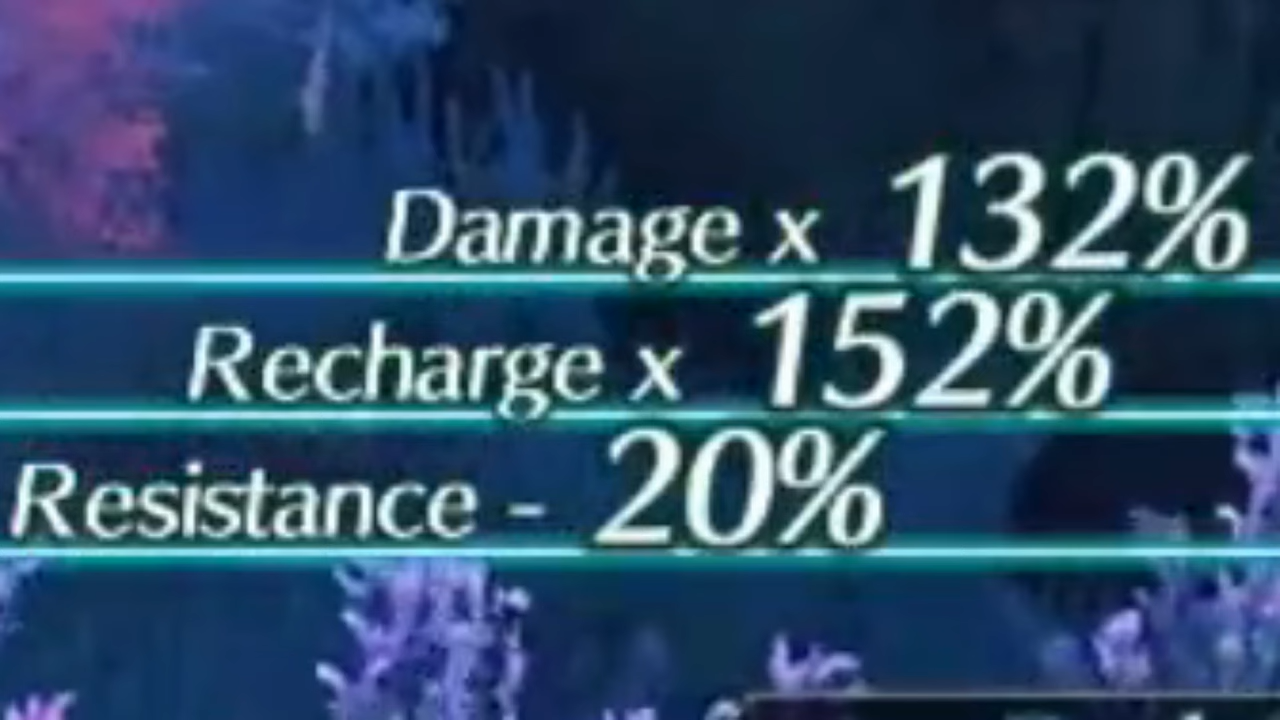 Damage x 132%
Recharge x 152%
Resistance - 20%